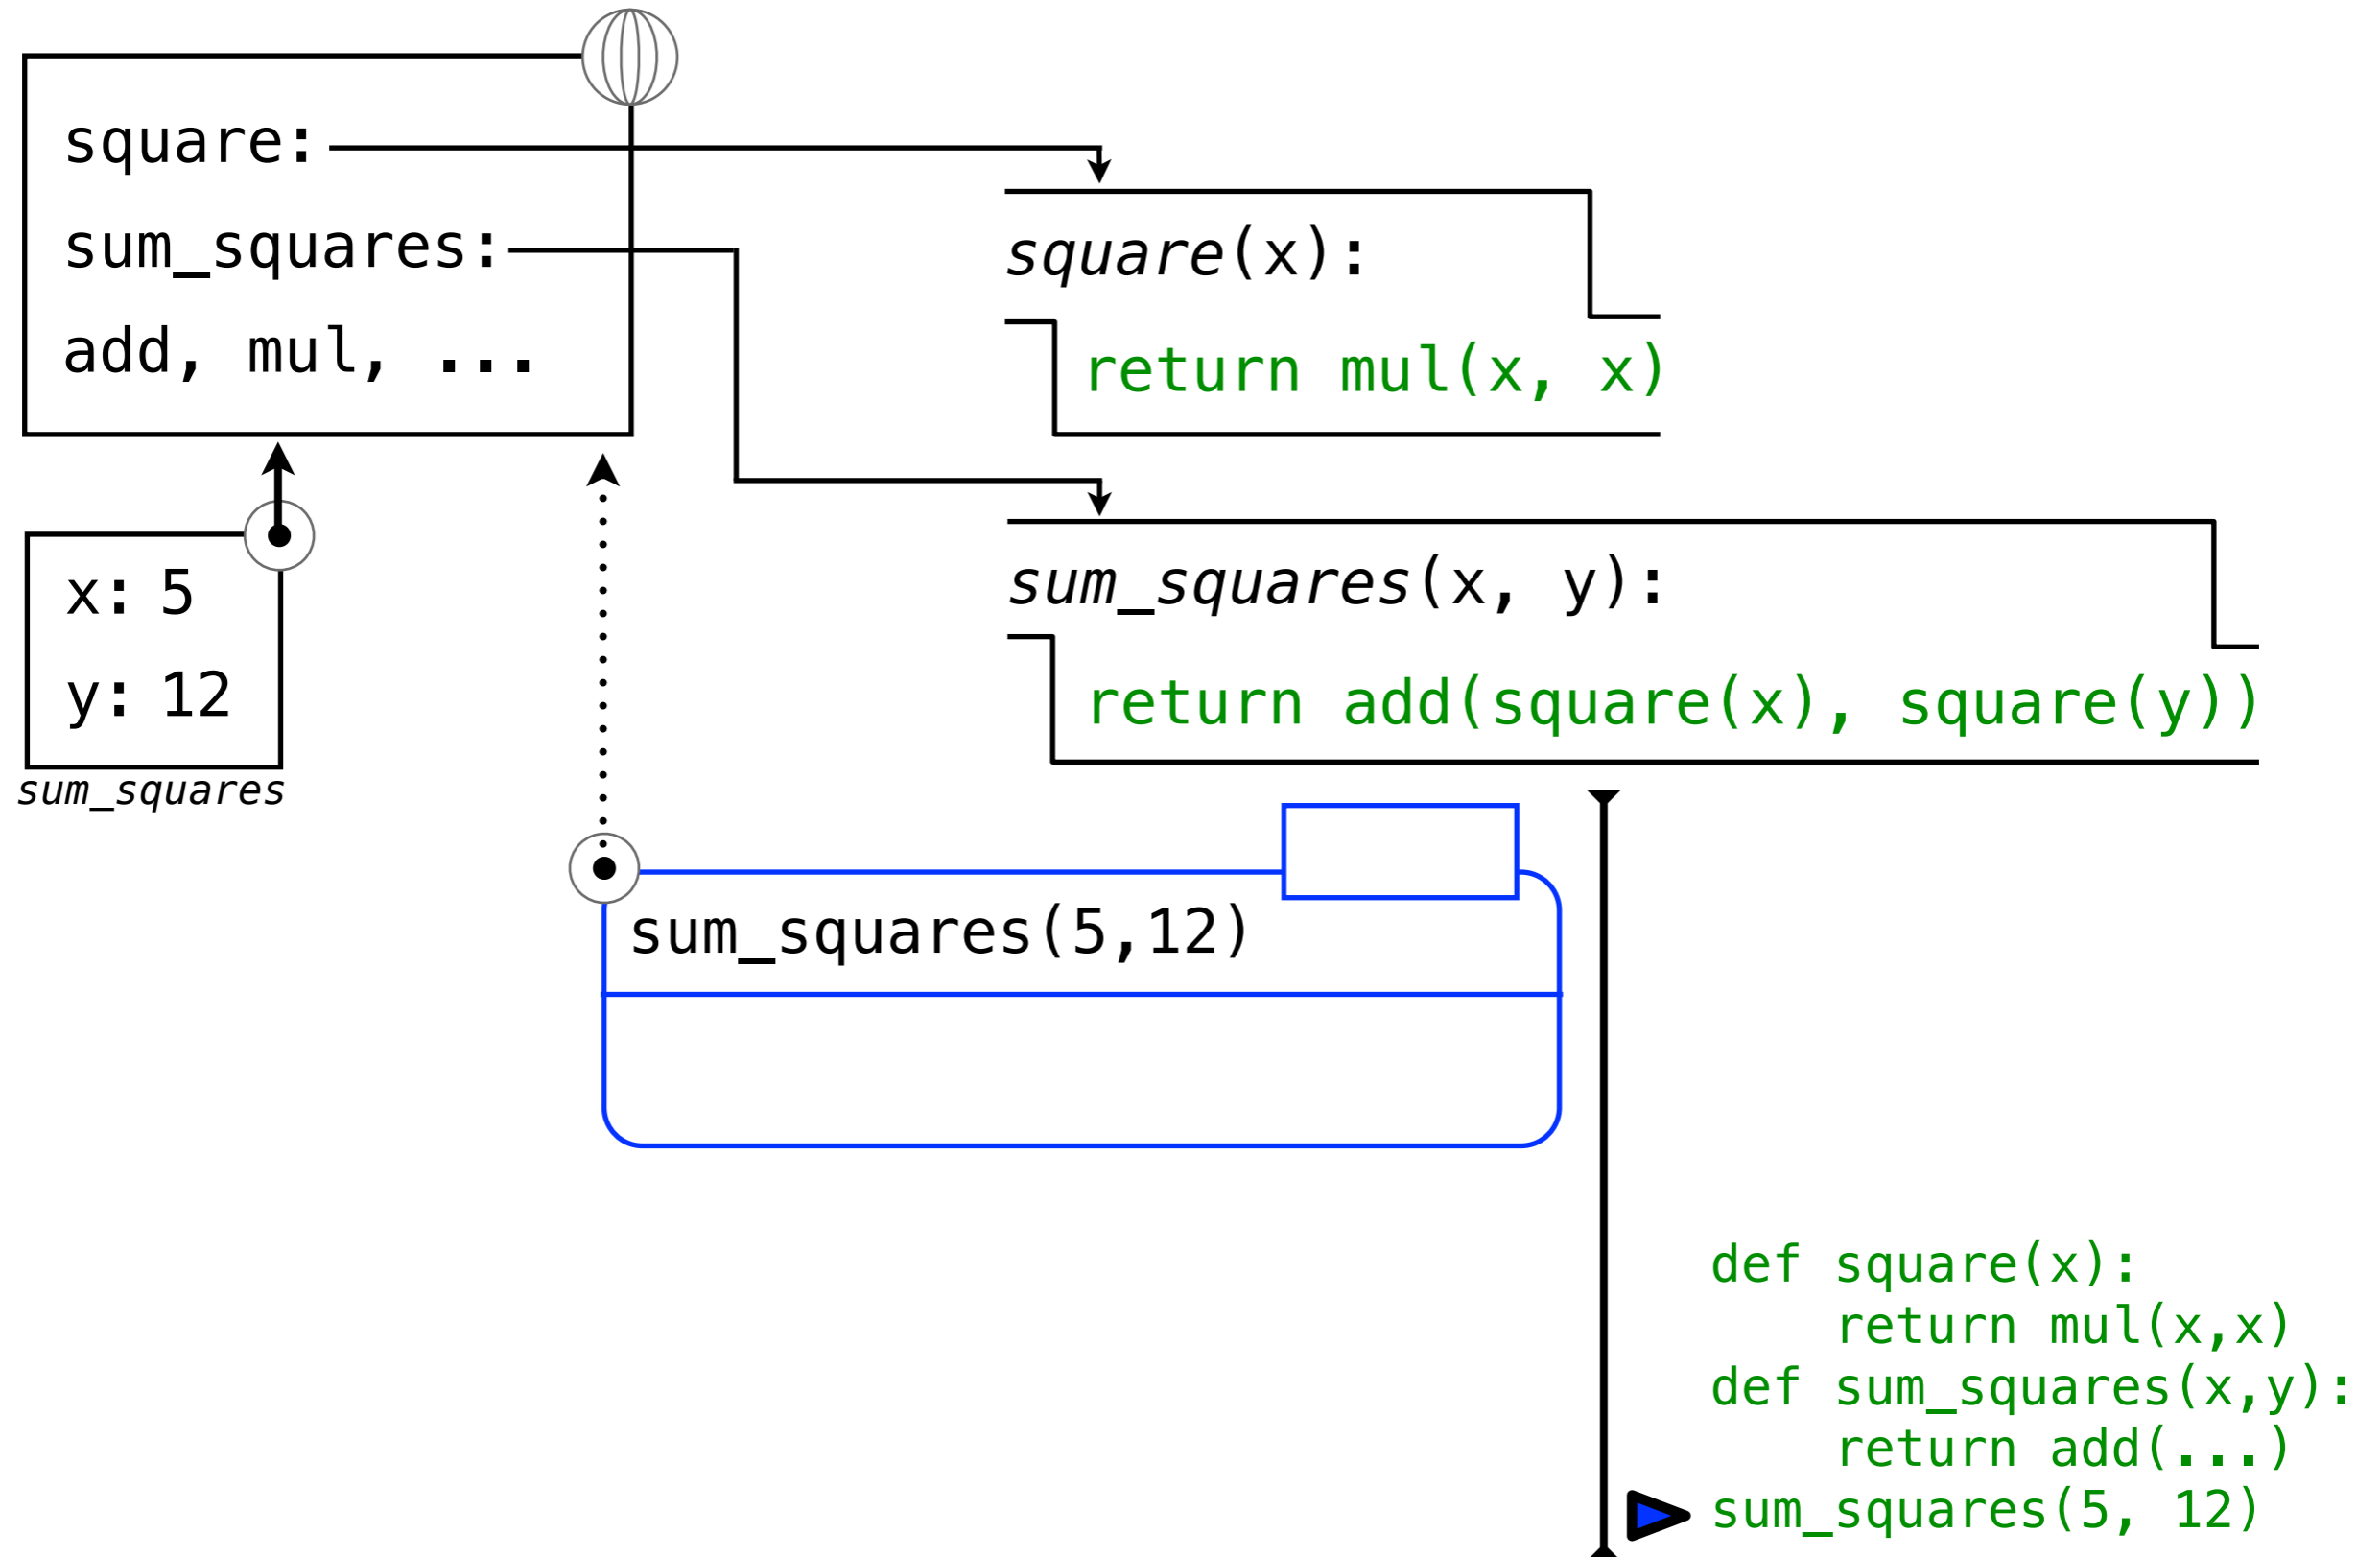 square:
sum_squares:
add, mul, ...
square(x):
return mul(x, x)
x: 5
y: 12
sum_squares
sum_squares(x, y):
return add(square(x), square(y))
sum_squares(5,12)
def square(x):
    return mul(x,x)
def sum_squares(x,y):
    return add(...)
sum_squares(5, 12)